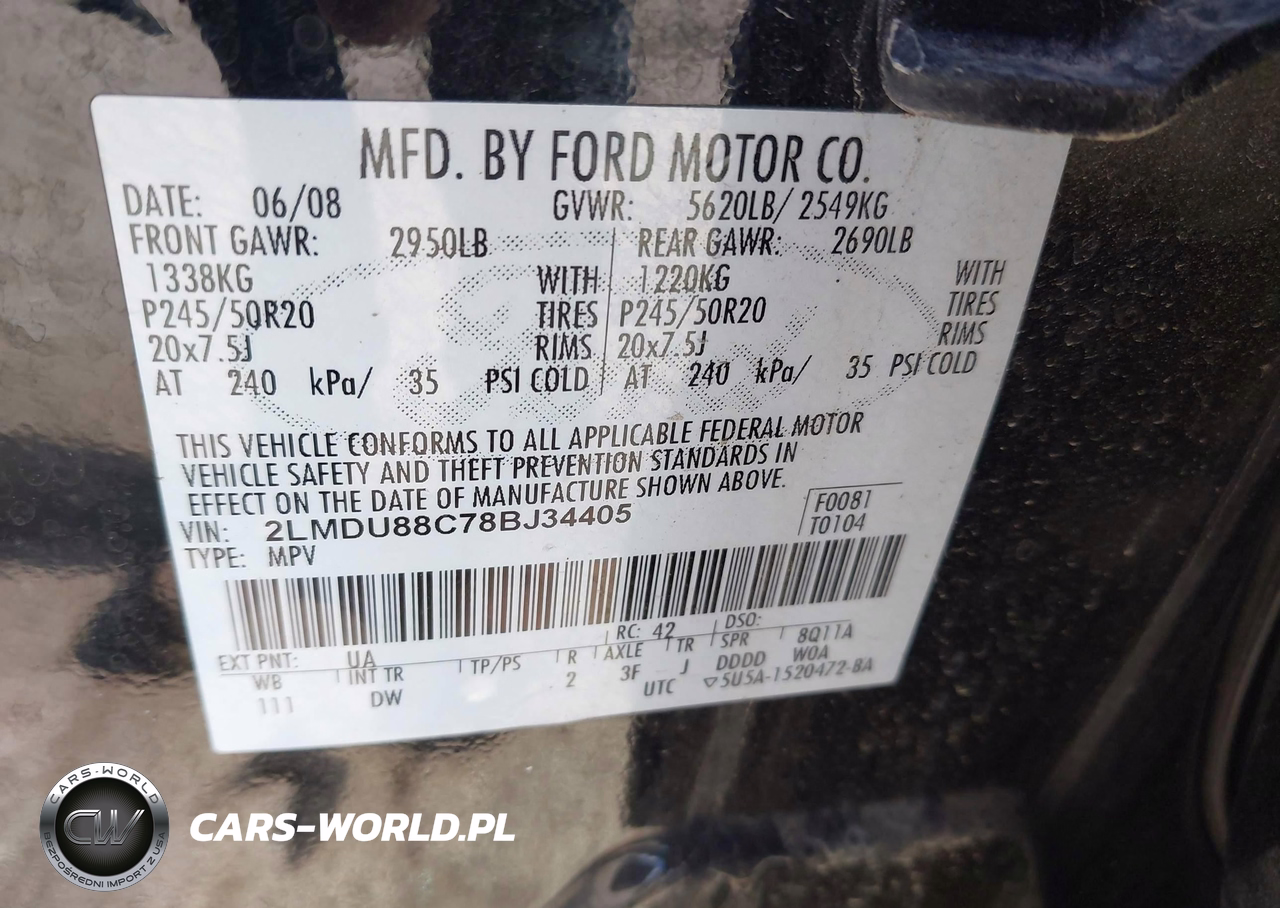 MFD. BY FORD MOTOR CO.
DATE: 06/08 GVWR: 5620LB/ 2549KG
FRONT GAWR: 2950LB REAR GAWR: 2690LB
1338KG WITH 1220KG WITH
P245/50R20 TIRES P245/50R20 TIRES
20x7.5J RIMS 20x7.5J RIMS
AT 240 kPa/ 35 PSI COLD AT 240 kPa/ 35 PSI COLD
THIS VEHICLE CONFORMS TO ALL APPLICABLE FEDERAL MOTOR
VEHICLE SAFETY AND THEFT PREVENTION STANDARDS IN
EFFECT ON THE DATE OF MANUFACTURE SHOWN ABOVE.
VIN: 2LMDU88C78BJ34405 F0081
TYPE: MPV T0104
EXT PNT: UA RC: 42 DSO:
WB INT TR TP/PS R AXLE TR SPR 8Q11A
111 DW 2 3F J DDDD W0A
UTC ▽5U5A-1520472-BA
CARS-WORLD
CW
BEZPOŚREDNI IMPORT Z USA
CARS-WORLD.PL